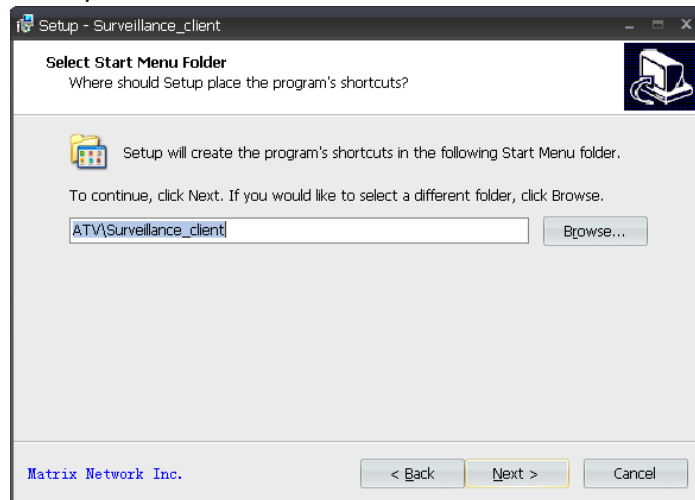 Setup - Surveillance_client
Select Start Menu Folder
Where should Setup place the program's shortcuts?
Setup will create the program's shortcuts in the following Start Menu folder.
To continue, click Next. If you would like to select a different folder, click Browse.
ATV\Surveillance_client
Browse...
Matrix Network Inc.
< Back
Next >
Cancel